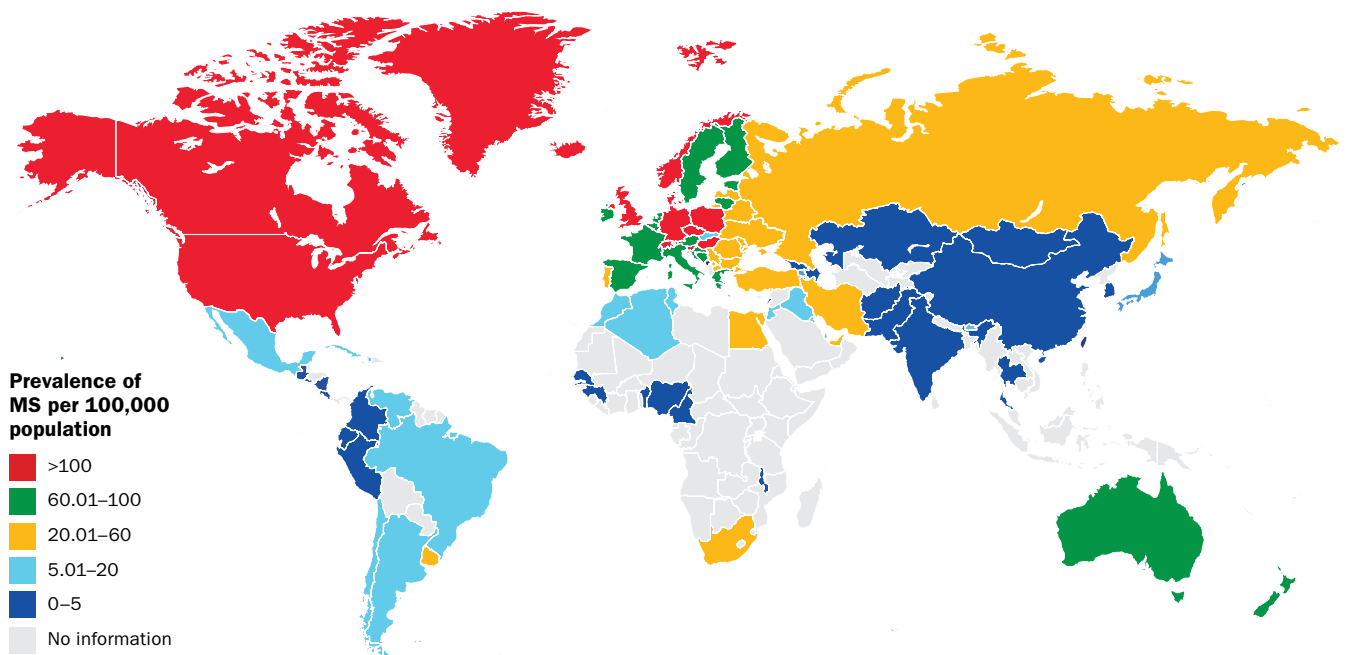 Prevalence of
MS per 100,000
population
>100
60.01–100
20.01–60
5.01–20
0–5
No information